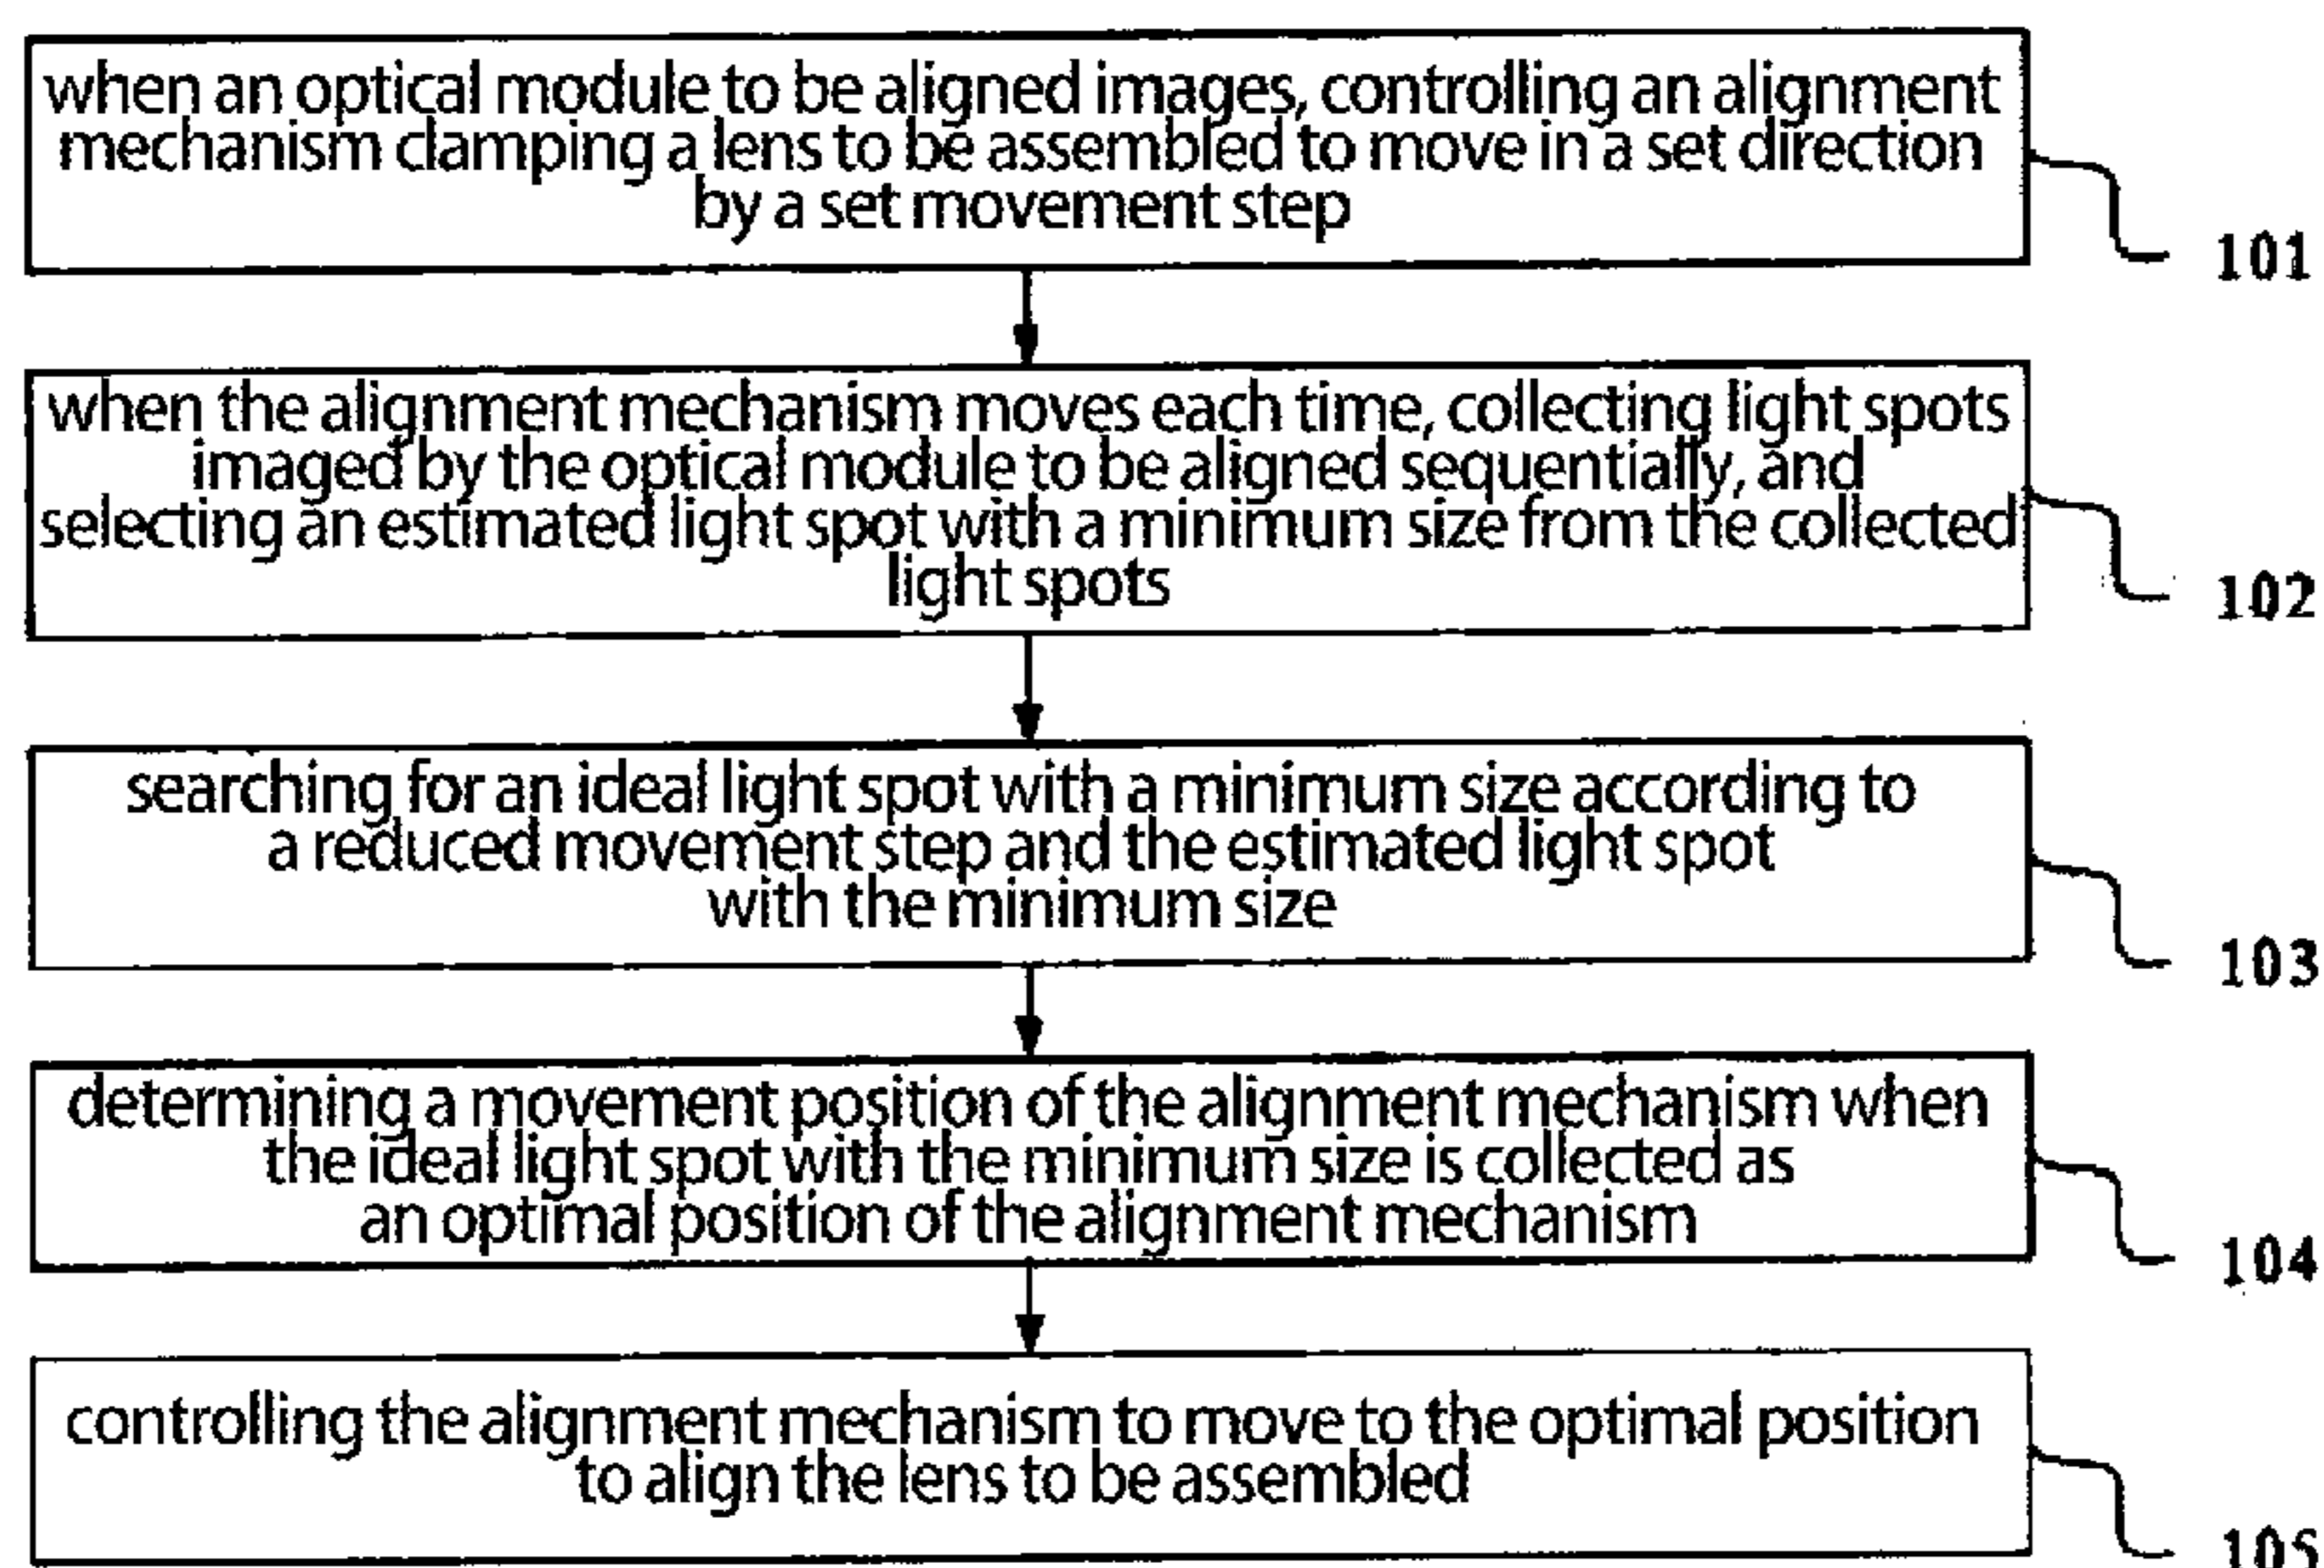 when an optical module to be aligned images, controlling an alignment
mechanism clamping a lens to be assembled to move in a set direction
by a set movement step
101
when the alignment mechanism moves each time, collecting light spots
imaged by the optical module to be aligned sequentially, and
selecting an estimated light spot with a minimum size from the collected
light spots
102
searching for an ideal light spot with a minimum size according to
a reduced movement step and the estimated light spot
with the minimum size
103
determining a movement position of the alignment mechanism when
the ideal light spot with the minimum size is collected as
an optimal position of the alignment mechanism
104
controlling the alignment mechanism to move to the optimal position
to align the lens to be assembled
105